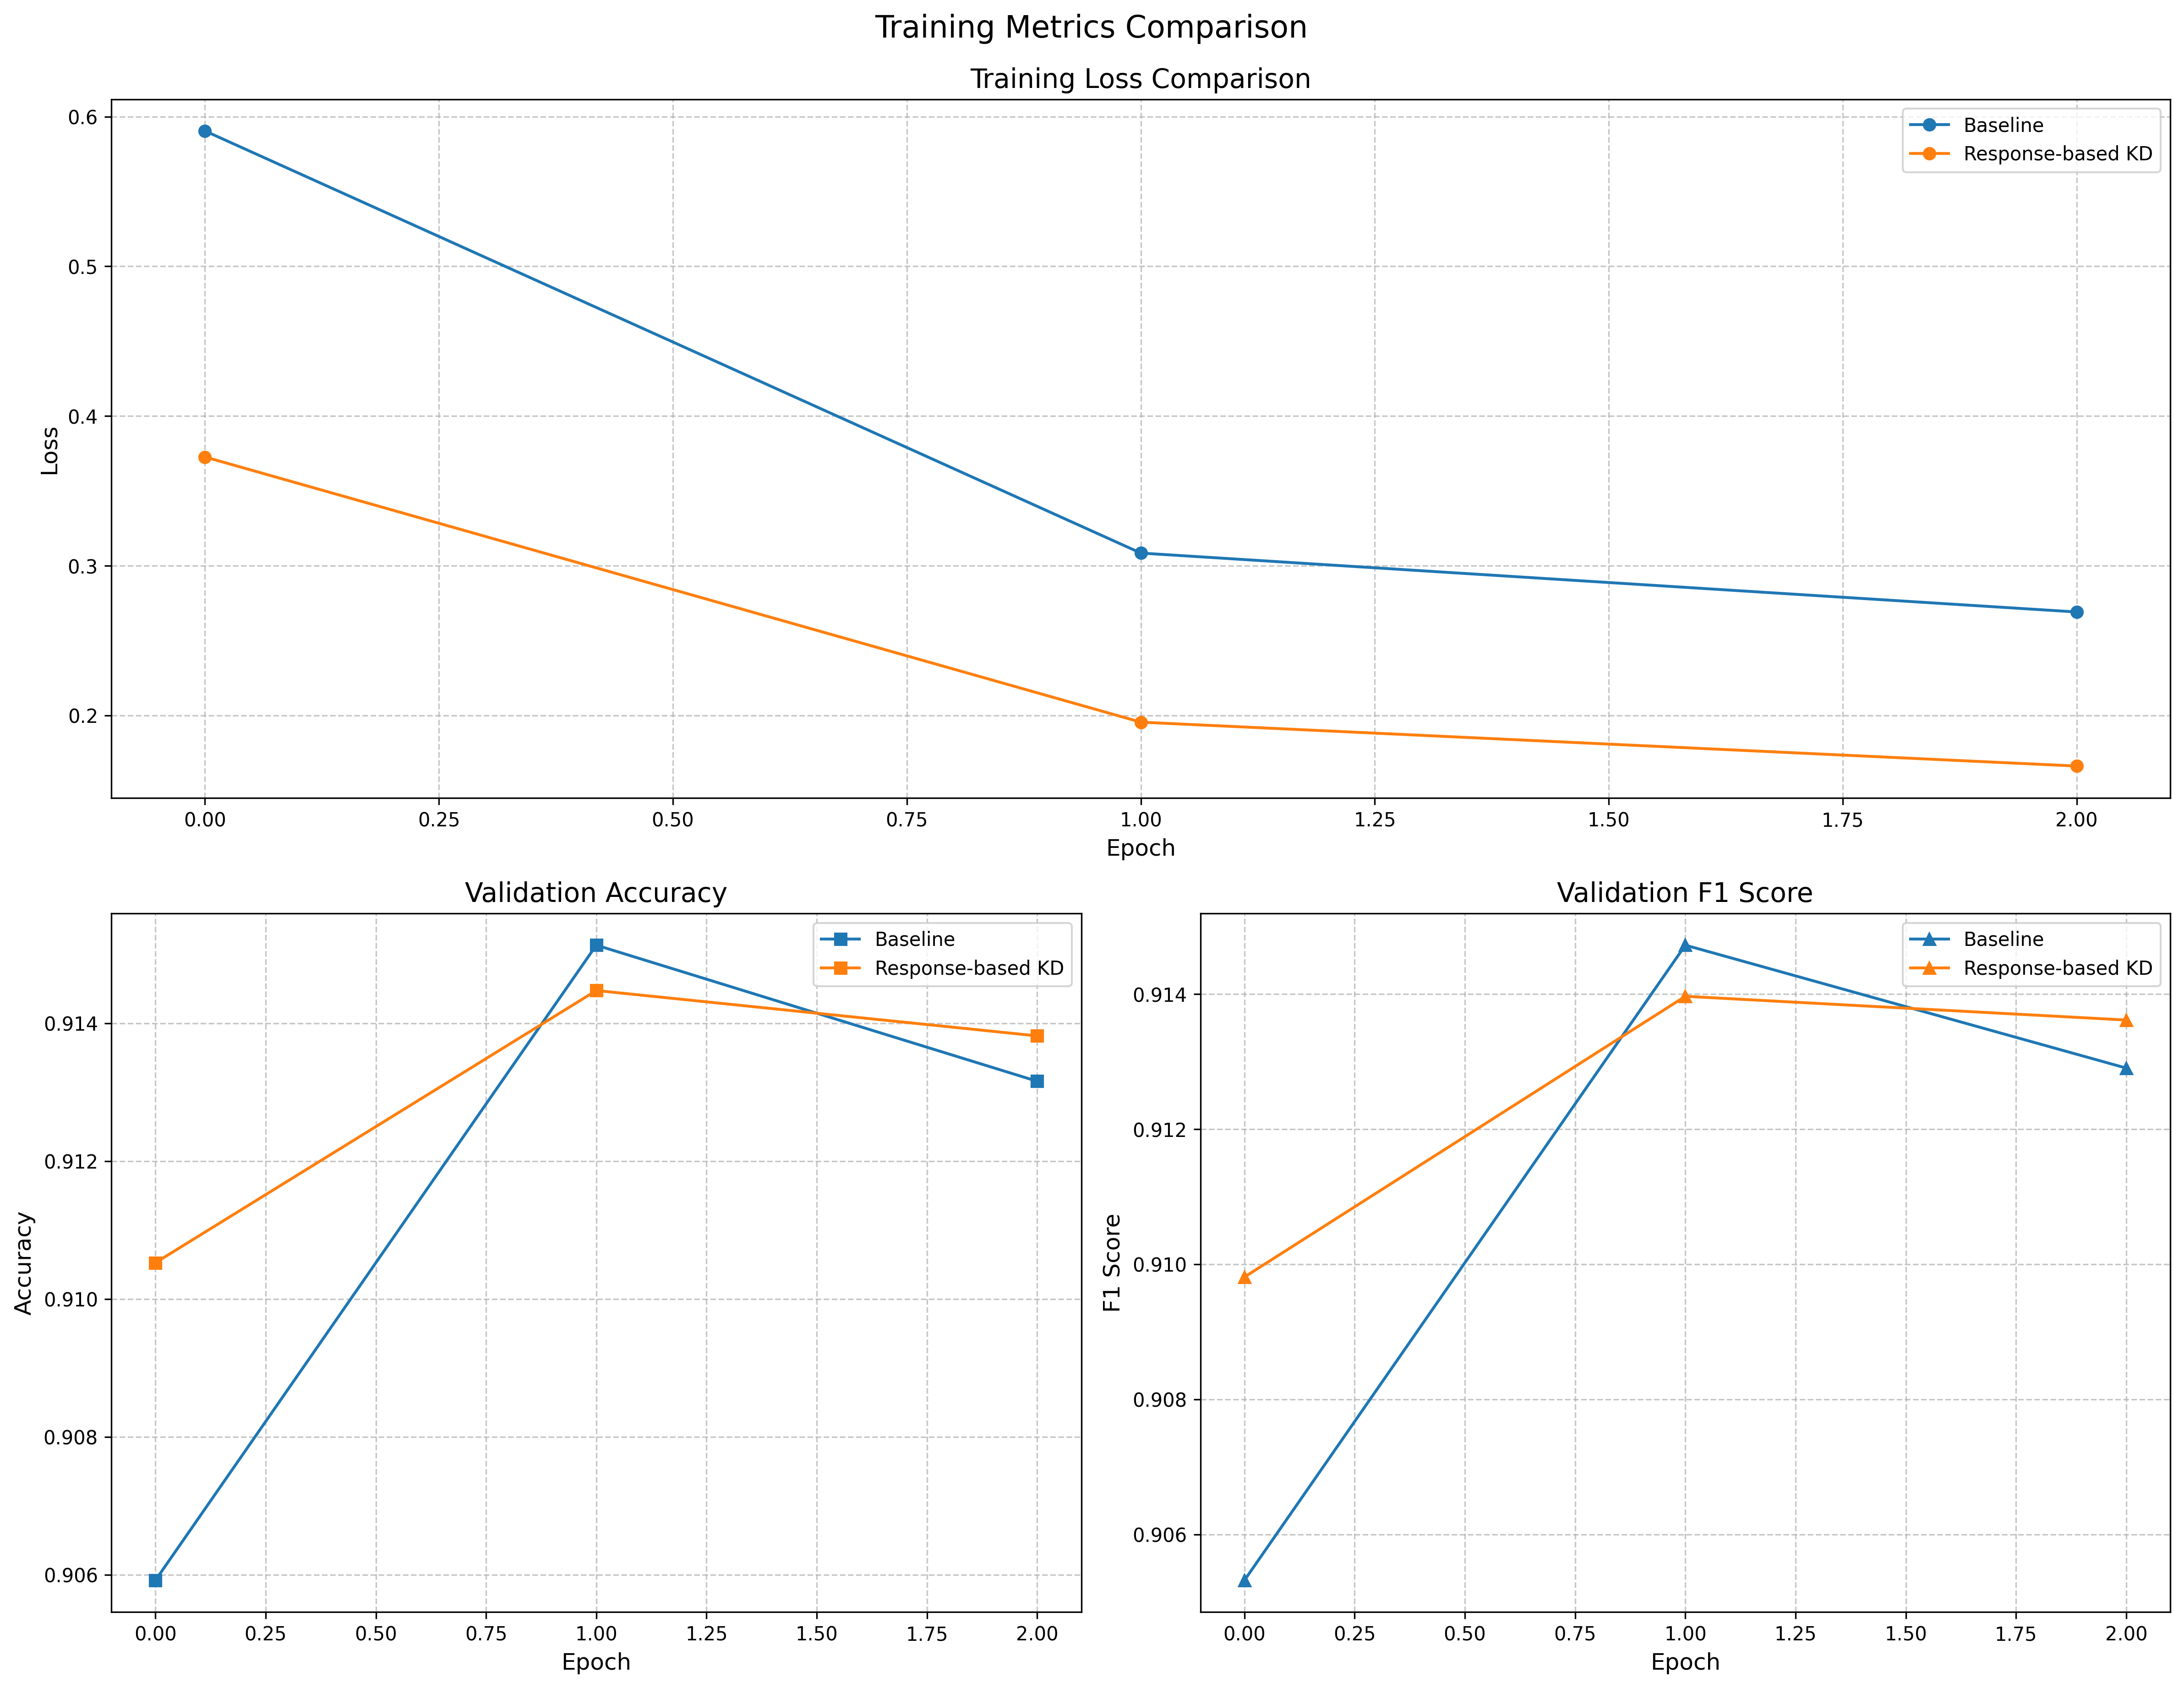 Training Metrics Comparison
Training Loss Comparison
Baseline
Response-based KD
0.6
0.5
0.4
0.3
0.2
Loss
0.00 0.25 0.50 0.75 1.00 1.25 1.50 1.75 2.00
Epoch
Validation Accuracy
Baseline
Response-based KD
0.914
0.912
0.910
0.908
0.906
Accuracy
0.00 0.25 0.50 0.75 1.00 1.25 1.50 1.75 2.00
Epoch
Validation F1 Score
Baseline
Response-based KD
0.914
0.912
0.910
0.908
0.906
F1 Score
0.00 0.25 0.50 0.75 1.00 1.25 1.50 1.75 2.00
Epoch